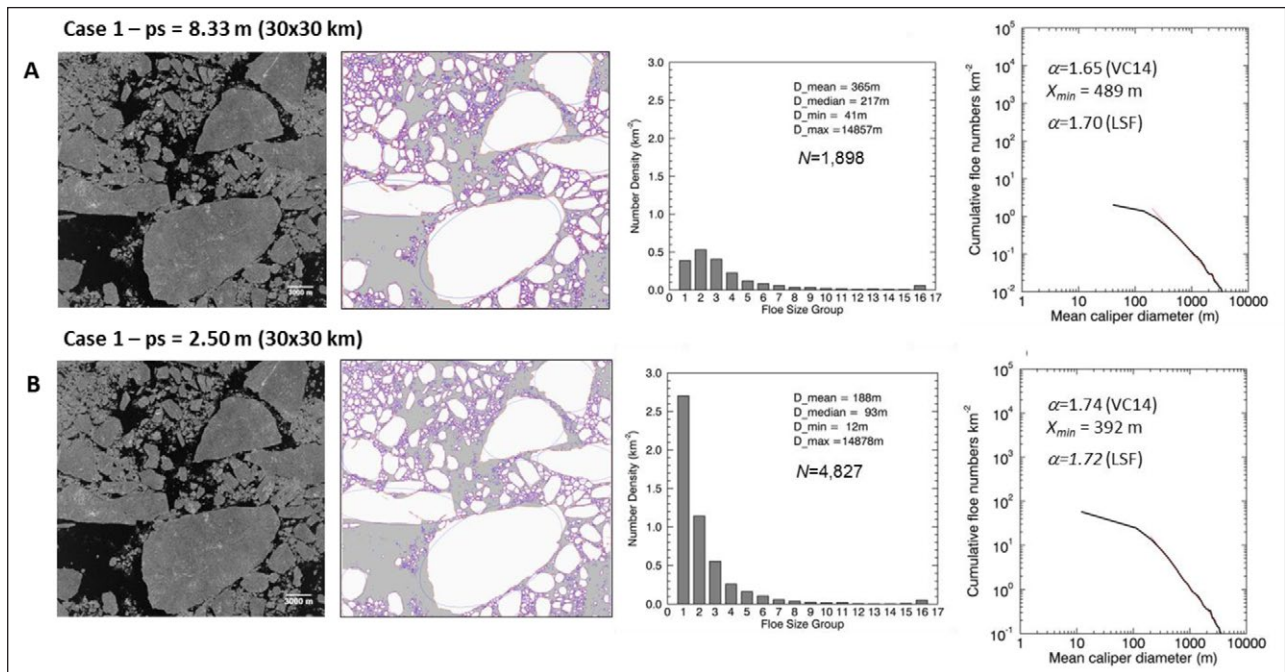 Case 1 – ps = 8.33 m (30x30 km)
A
3000 m
Number Density (km⁻²)
3.0
2.5
2.0
1.5
1.0
0.5
0.0
D_mean = 365m
D_median = 217m
D_min = 41m
D_max = 14857m
N=1,898
0 1 2 3 4 5 6 7 8 9 10 11 12 13 14 15 16 17
Floe Size Group
Cumulative floe numbers km⁻²
10⁵
10⁴
10³
10²
10¹
10⁰
10⁻¹
10⁻²
α=1.65 (VC14)
Xmin = 489 m
α=1.70 (LSF)
1 10 100 1000 10000
Mean caliper diameter (m)
Case 1 – ps = 2.50 m (30x30 km)
B
3000 m
Number Density (km⁻²)
3.0
2.5
2.0
1.5
1.0
0.5
0.0
D_mean = 188m
D_median = 93m
D_min = 12m
D_max =14878m
N=4,827
0 1 2 3 4 5 6 7 8 9 10 11 12 13 14 15 16 17
Floe Size Group
Cumulative floe numbers km⁻²
10⁵
10⁴
10³
10²
10¹
10⁰
10⁻¹
α=1.74 (VC14)
Xmin = 392 m
α=1.72 (LSF)
1 10 100 1000 10000
Mean caliper diameter (m)